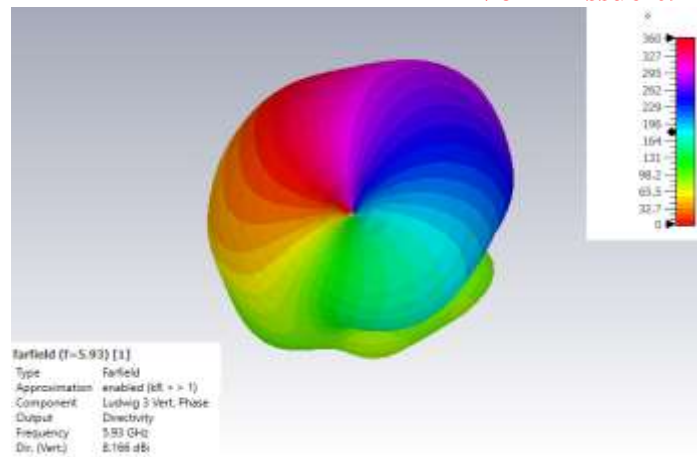 360
327
295
262
229
196
164
131
98.2
65.5
32.7
0
farfield (f=5.93) [1]
Type Farfield
Approximation enabled (kR >> 1)
Component Ludwig 3 Vert. Phase
Output Directivity
Frequency 5.93 GHz
Dir. (Vert.) 8.166 dBi